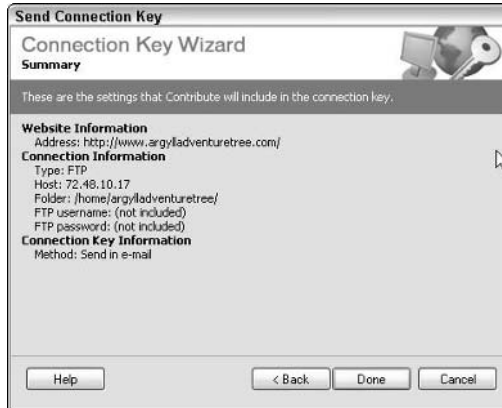 Send Connection Key
Connection Key Wizard
Summary
These are the settings that Contribute will include in the connection key.
Website Information
Address: http://www.argylladventuretree.com/
Connection Information
Type: FTP
Host: 72.48.10.17
Folder: /home/argylladventuretree/
FTP username: (not included)
FTP password: (not included)
Connection Key Information
Method: Send in e-mail
Help
< Back
Done
Cancel